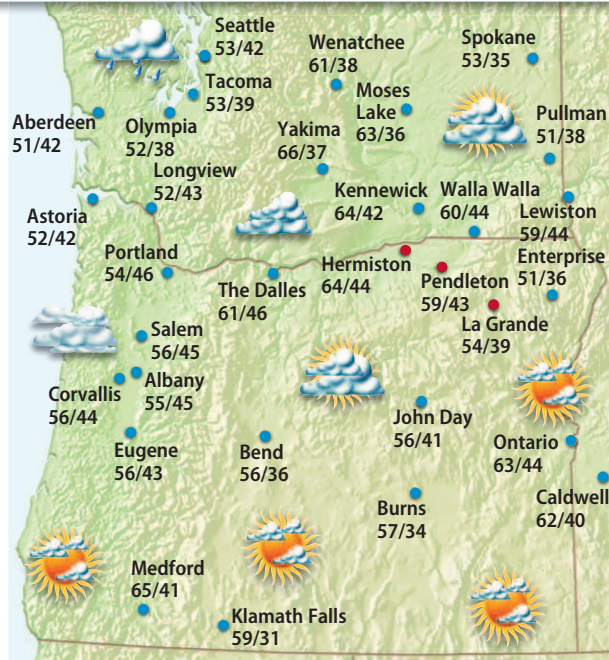 Seattle
53/42
Wenatchee
61/38
Spokane
53/35
Tacoma
53/39
Moses
Lake
63/36
Aberdeen
51/42
Olympia
52/38
Yakima
66/37
Pullman
51/38
Longview
52/43
Kennewick
64/42
Walla Walla
60/44
Lewiston
59/44
Astoria
52/42
Portland
54/46
The Dalles
61/46
Hermiston
64/44
Pendleton
59/43
Enterprise
51/36
La Grande
54/39
Salem
56/45
Albany
55/45
Corvallis
56/44
John Day
56/41
Eugene
56/43
Bend
56/36
Ontario
63/44
Burns
57/34
Caldwell
62/40
Medford
65/41
Klamath Falls
59/31